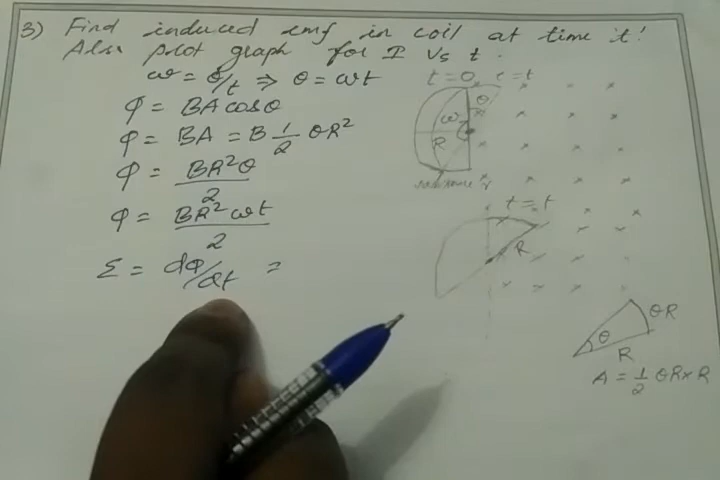 3) Find induced emf in coil at time 't'.
Also plot graph for I Vs t.
ω = θ/t ⇒ θ = ωt
φ = BA cosθ
φ = BA = B 1/2 θR²
φ = BR²θ/2
φ = BR²ωt/2
Σ = dφ/dt =
t=0, t=t
θ
ω
R
t=t
R
θR
θ
R
A = 1/2 θR×R